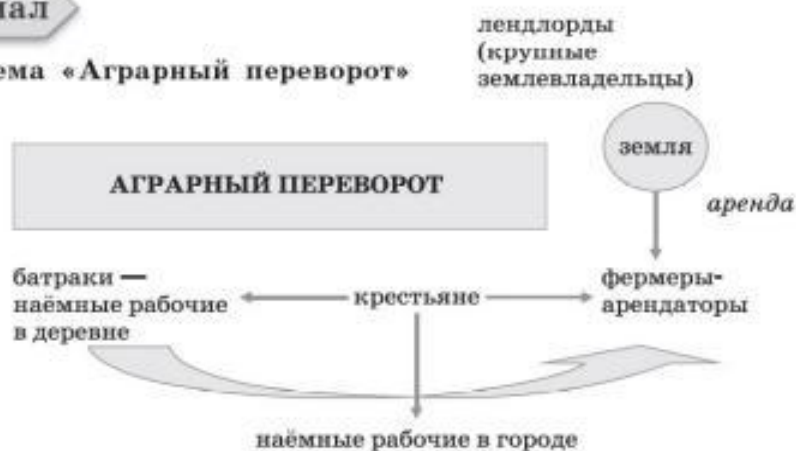 лендлорды
(крупные
землевладельцы)
«Аграрный переворот»
земля
АГРАРНЫЙ ПЕРЕВОРОТ
аренда
батраки —
наёмные рабочие
в деревне
крестьяне
фермеры-
арендаторы
наёмные рабочие в городе